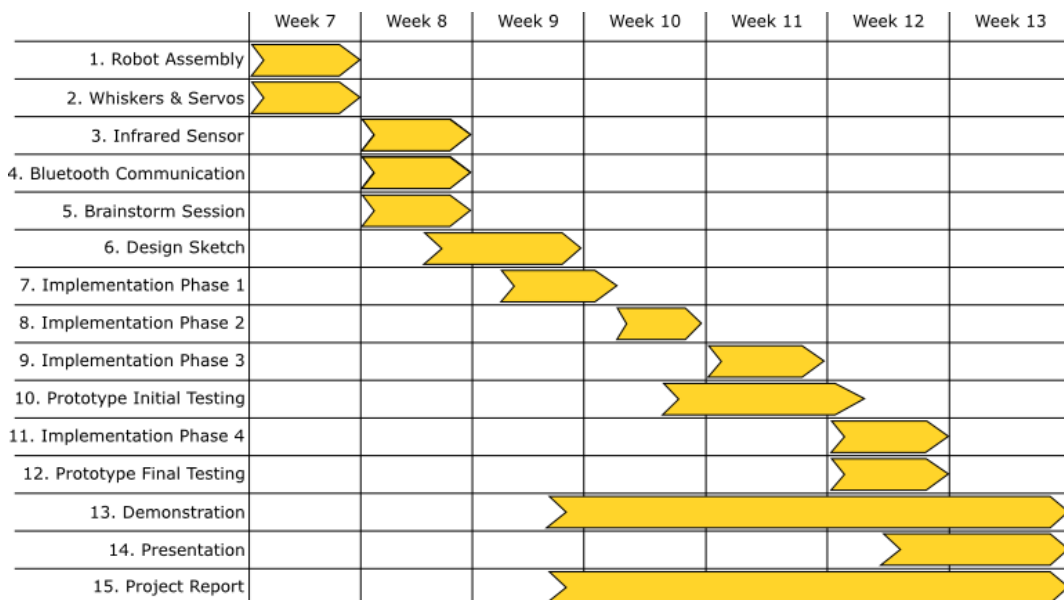 Week 7 Week 8 Week 9 Week 10 Week 11 Week 12 Week 13
1. Robot Assembly
2. Whiskers & Servos
3. Infrared Sensor
4. Bluetooth Communication
5. Brainstorm Session
6. Design Sketch
7. Implementation Phase 1
8. Implementation Phase 2
9. Implementation Phase 3
10. Prototype Initial Testing
11. Implementation Phase 4
12. Prototype Final Testing
13. Demonstration
14. Presentation
15. Project Report